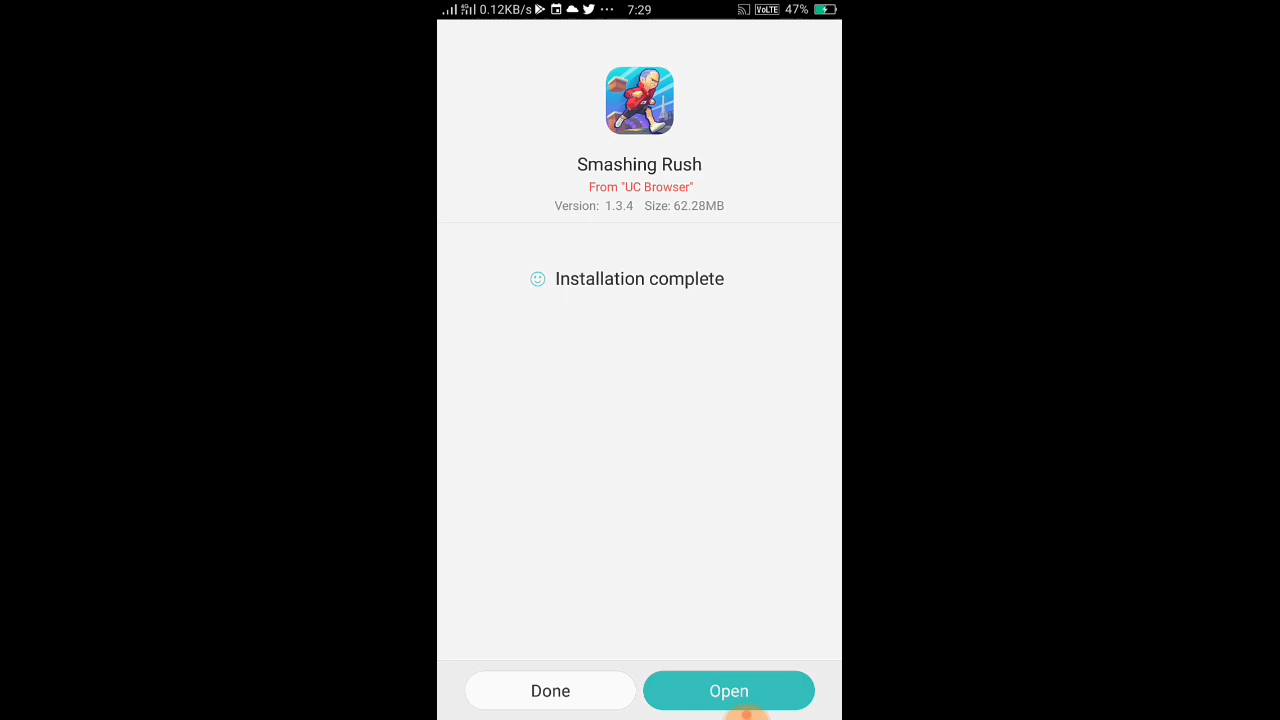 0.12KB/s ... 7:29 VoLTE 47%
Smashing Rush
From "UC Browser"
Version: 1.3.4 Size: 62.28MB
Installation complete
Done Open